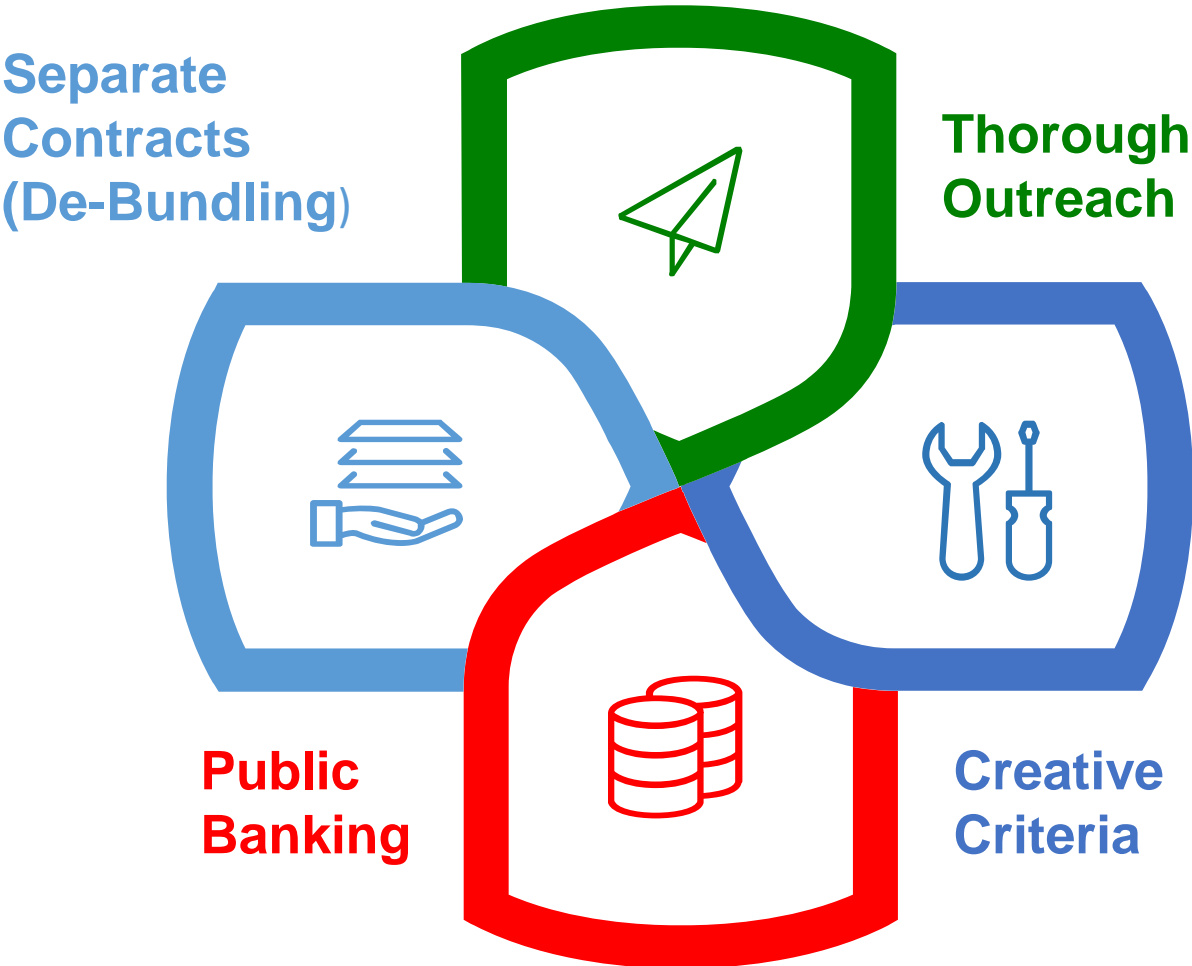 Separate
Contracts
(De-Bundling)
Thorough
Outreach
Public
Banking
Creative
Criteria